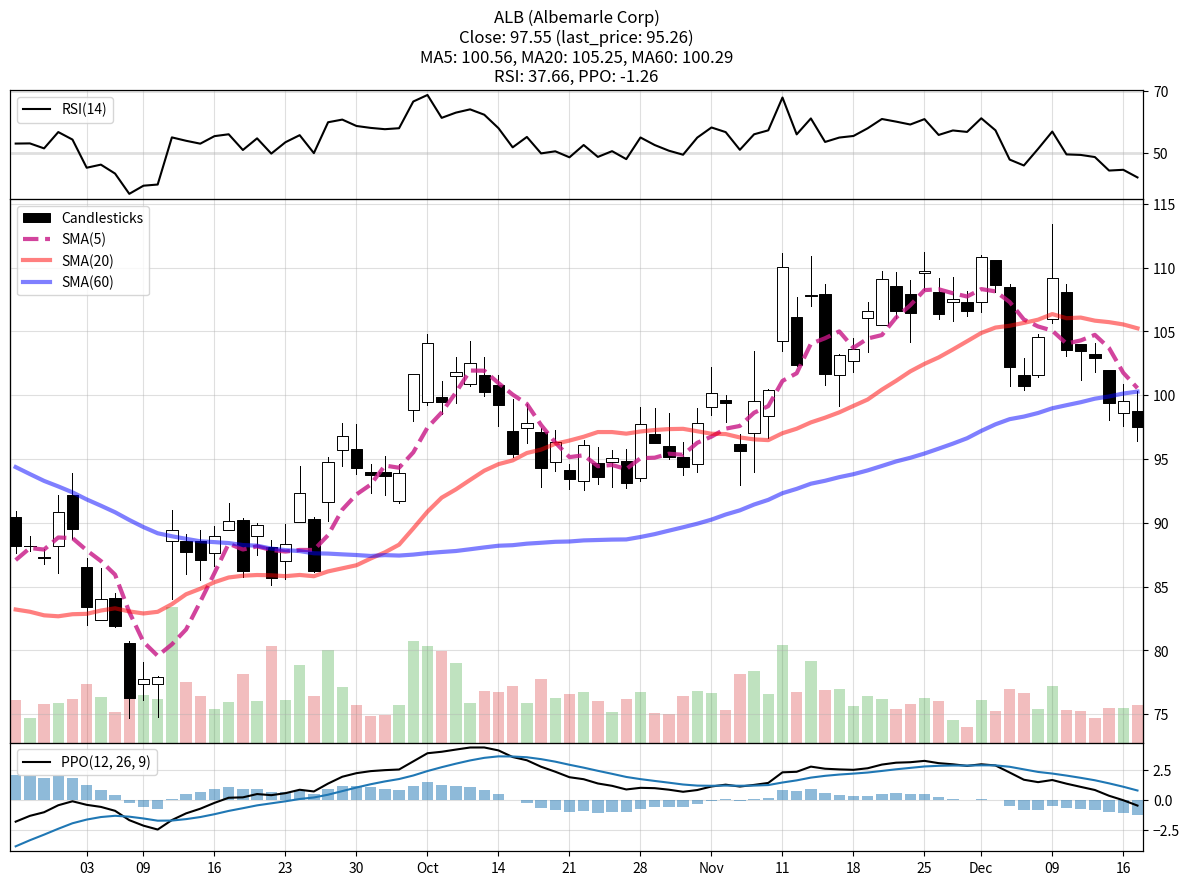 ALB (Albemarle Corp)
Close: 97.55 (last_price: 95.26)
MA5: 100.56, MA20: 105.25, MA60: 100.29
RSI: 37.66, PPO: -1.26
RSI(14)
70
50
Candlesticks
SMA(5)
SMA(20)
SMA(60)
115
110
105
100
95
90
85
80
75
PPO(12, 26, 9)
2.5
0.0
−2.5
03 09 16 23 30 Oct 14 21 28 Nov 11 18 25 Dec 09 16